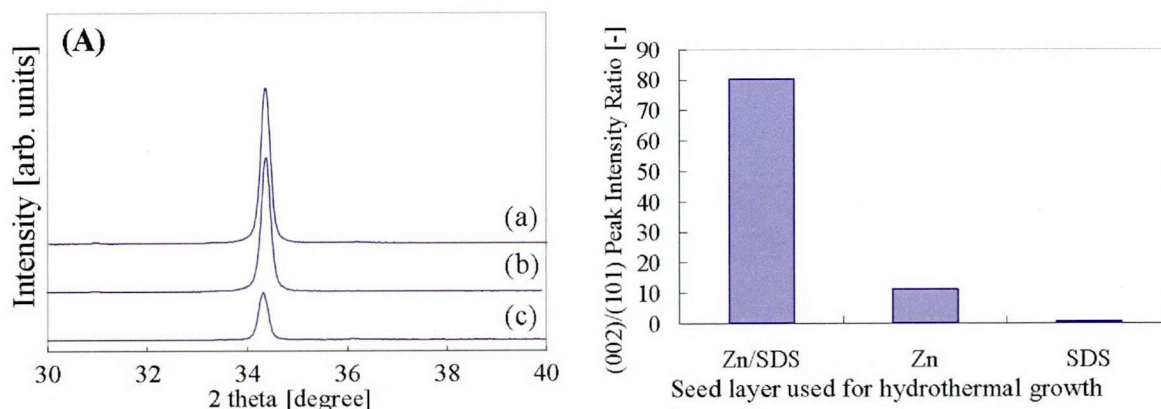 (A)
Intensity [arb. units]
(a)
(b)
(c)
30 32 34 36 38 40
2 theta [degree]
(002)/(101) Peak Intensity Ratio [-]
90
80
70
60
50
40
30
20
10
0
Zn/SDS Zn SDS
Seed layer used for hydrothermal growth